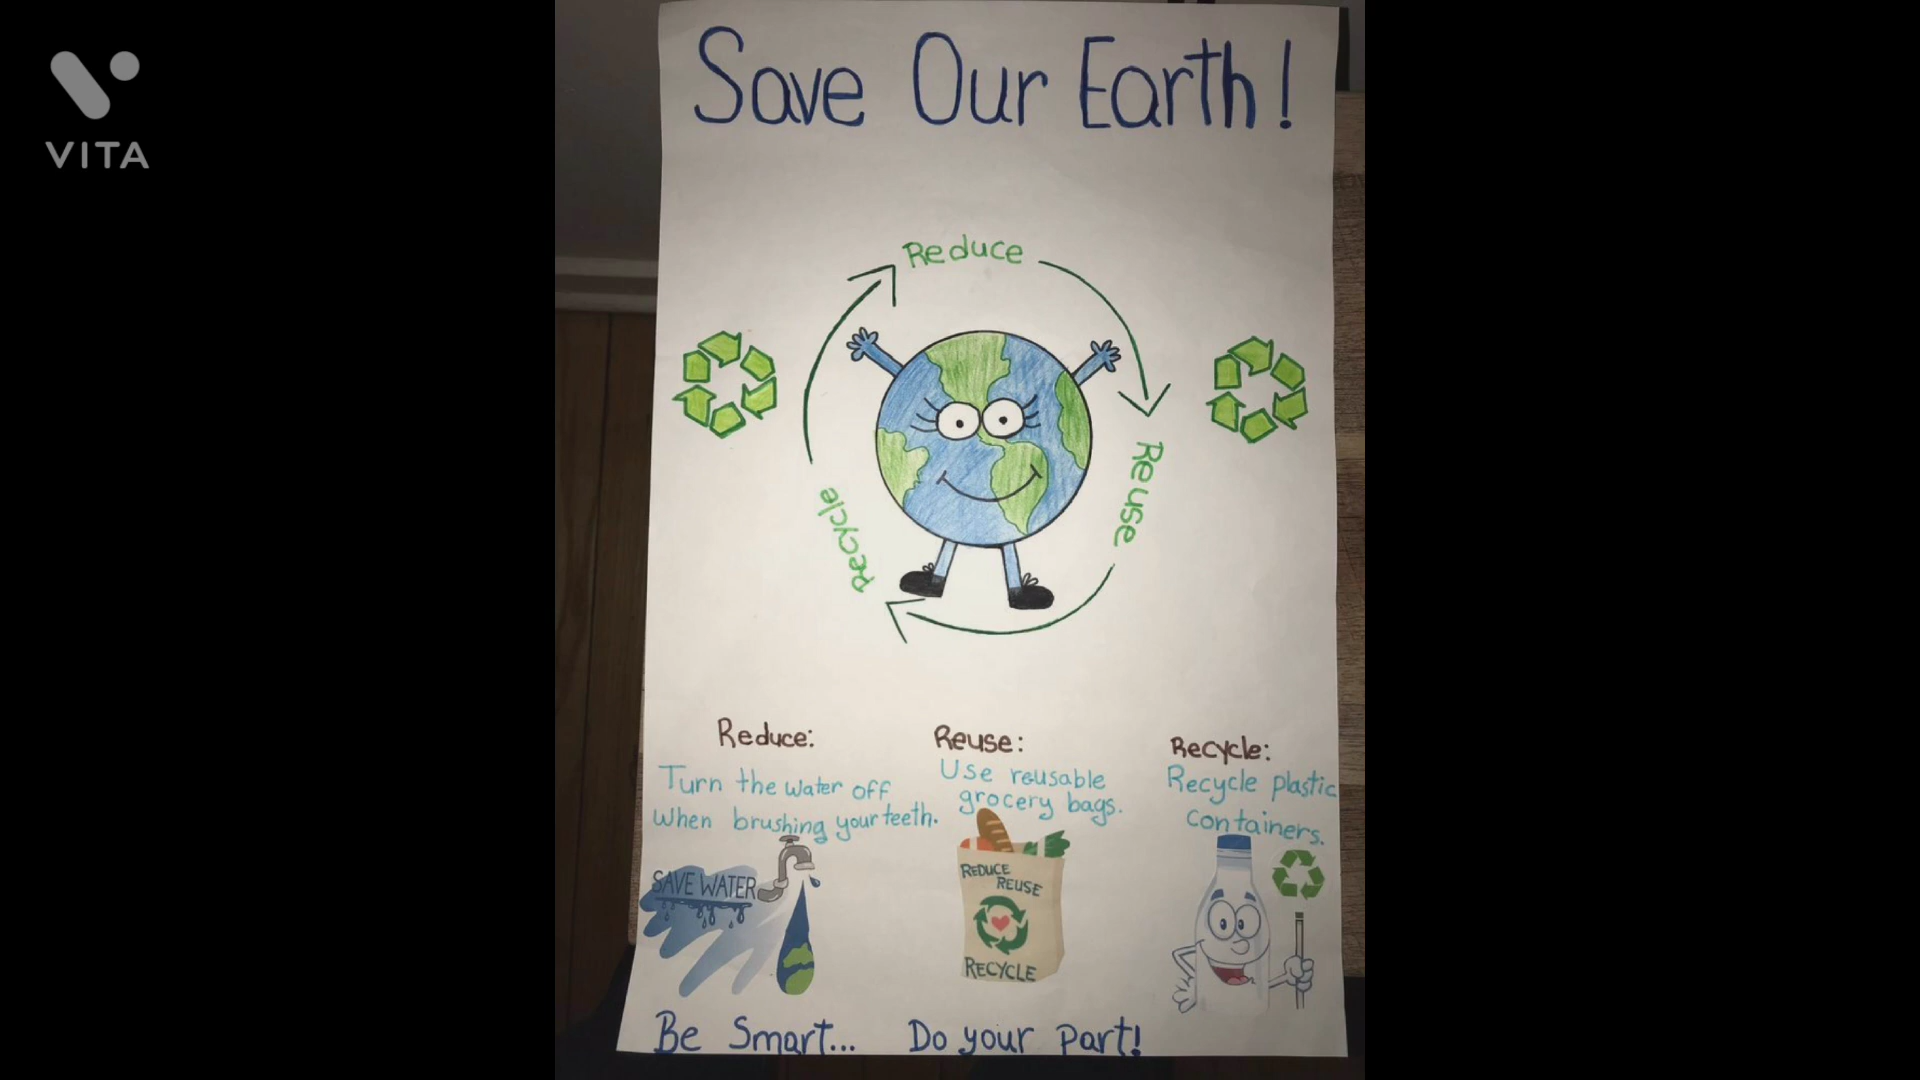 VITA
Save Our Earth!
Reduce
Reuse
Recycle
Reduce:
Turn the water off
when brushing your teeth.
SAVE WATER
Reuse:
Use reusable
grocery bags.
REDUCE
REUSE
RECYCLE
Recycle:
Recycle plastic
containers.
Be Smart... Do your part!